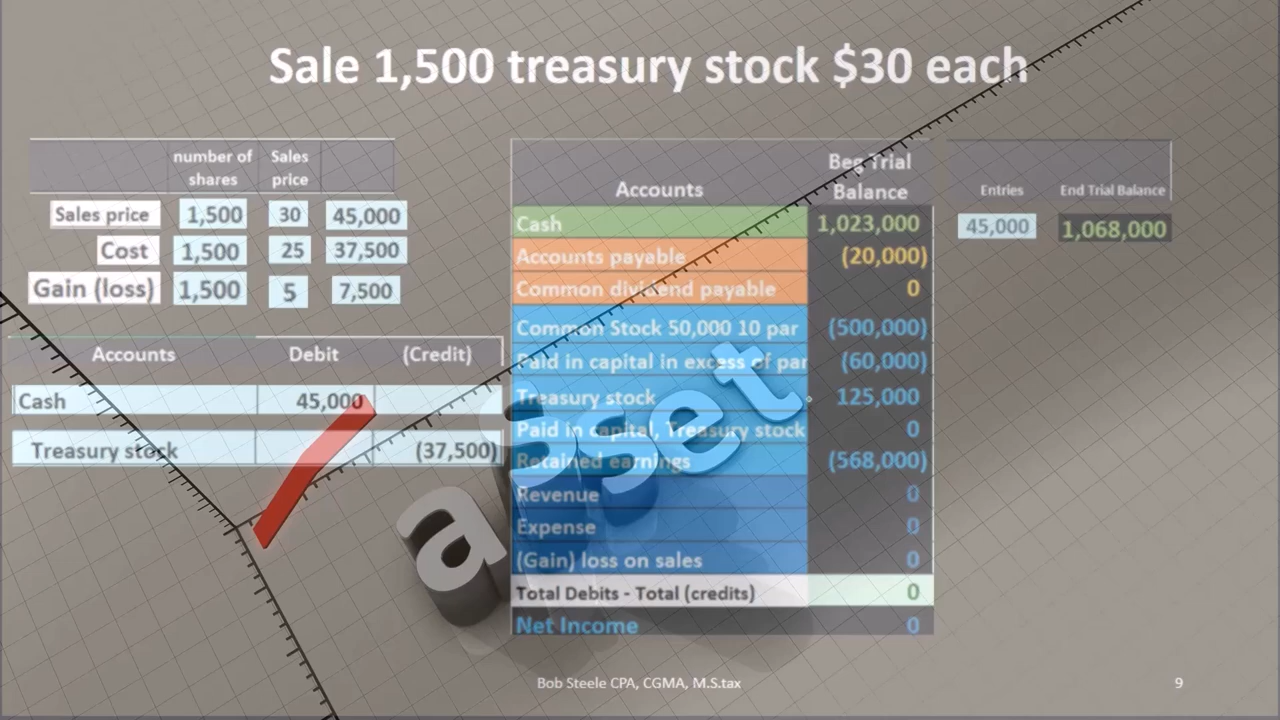 Sale 1,500 treasury stock $30 each
number of shares Sales price
Sales price 1,500 30 45,000
Cost 1,500 25 37,500
Gain (loss) 1,500 5 7,500
Accounts Debit (Credit)
Cash 45,000
Treasury stock (37,500)
Accounts Beg Trial Balance Entries End Trial Balance
Cash 1,023,000 45,000 1,068,000
Accounts payable (20,000)
Common dividend payable 0
Common Stock 50,000 10 par (500,000)
Paid in capital in excess of par (60,000)
Treasury stock 125,000
Paid in capital, Treasury stock 0
Retained earnings (568,000)
Revenue 0
Expense 0
(Gain) loss on sales 0
Total Debits - Total (credits) 0
Net Income 0
asset
Bob Steele CPA, CGMA, M.S.tax
9